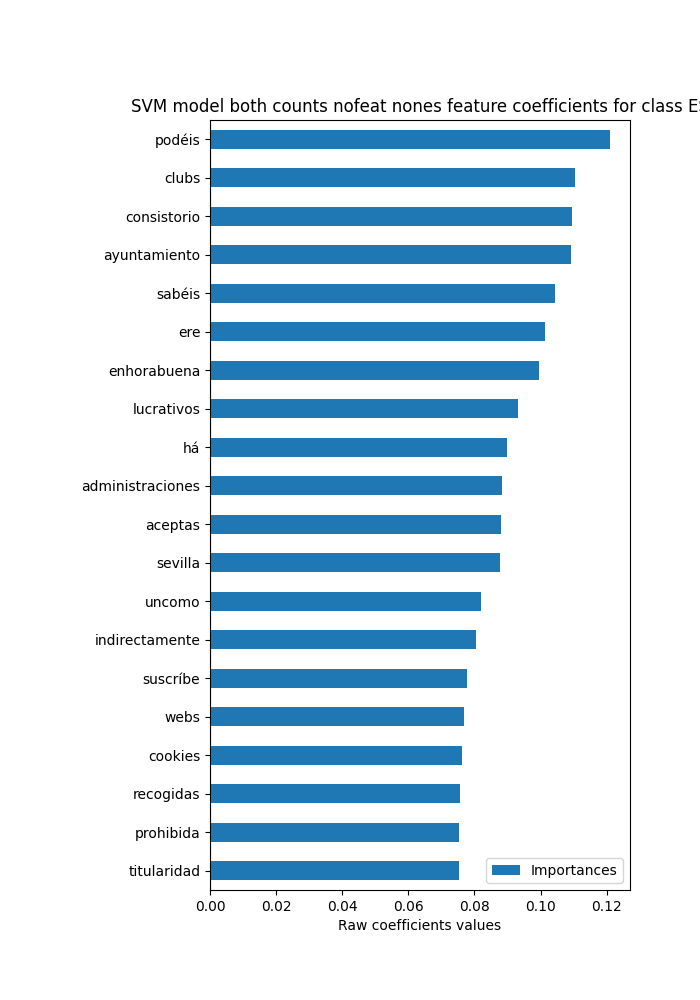 SVM model both counts nofeat nones feature coefficients for class E
podéis
clubs
consistorio
ayuntamiento
sabéis
ere
enhorabuena
lucrativos
há
administraciones
aceptas
sevilla
uncomo
indirectamente
suscríbe
webs
cookies
recogidas
prohibida
titularidad
Importances
0.00 0.02 0.04 0.06 0.08 0.10 0.12
Raw coefficients values